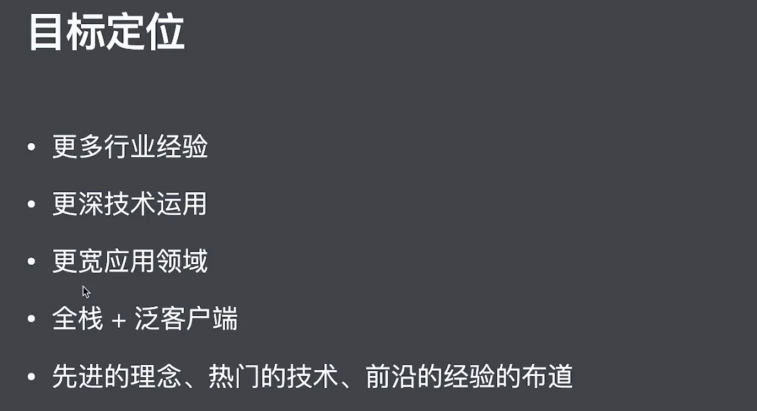 目标定位
• 更多行业经验
• 更深技术运用
• 更宽应用领域
• 全栈 + 泛客户端
• 先进的理念、热门的技术、前沿的经验的布道